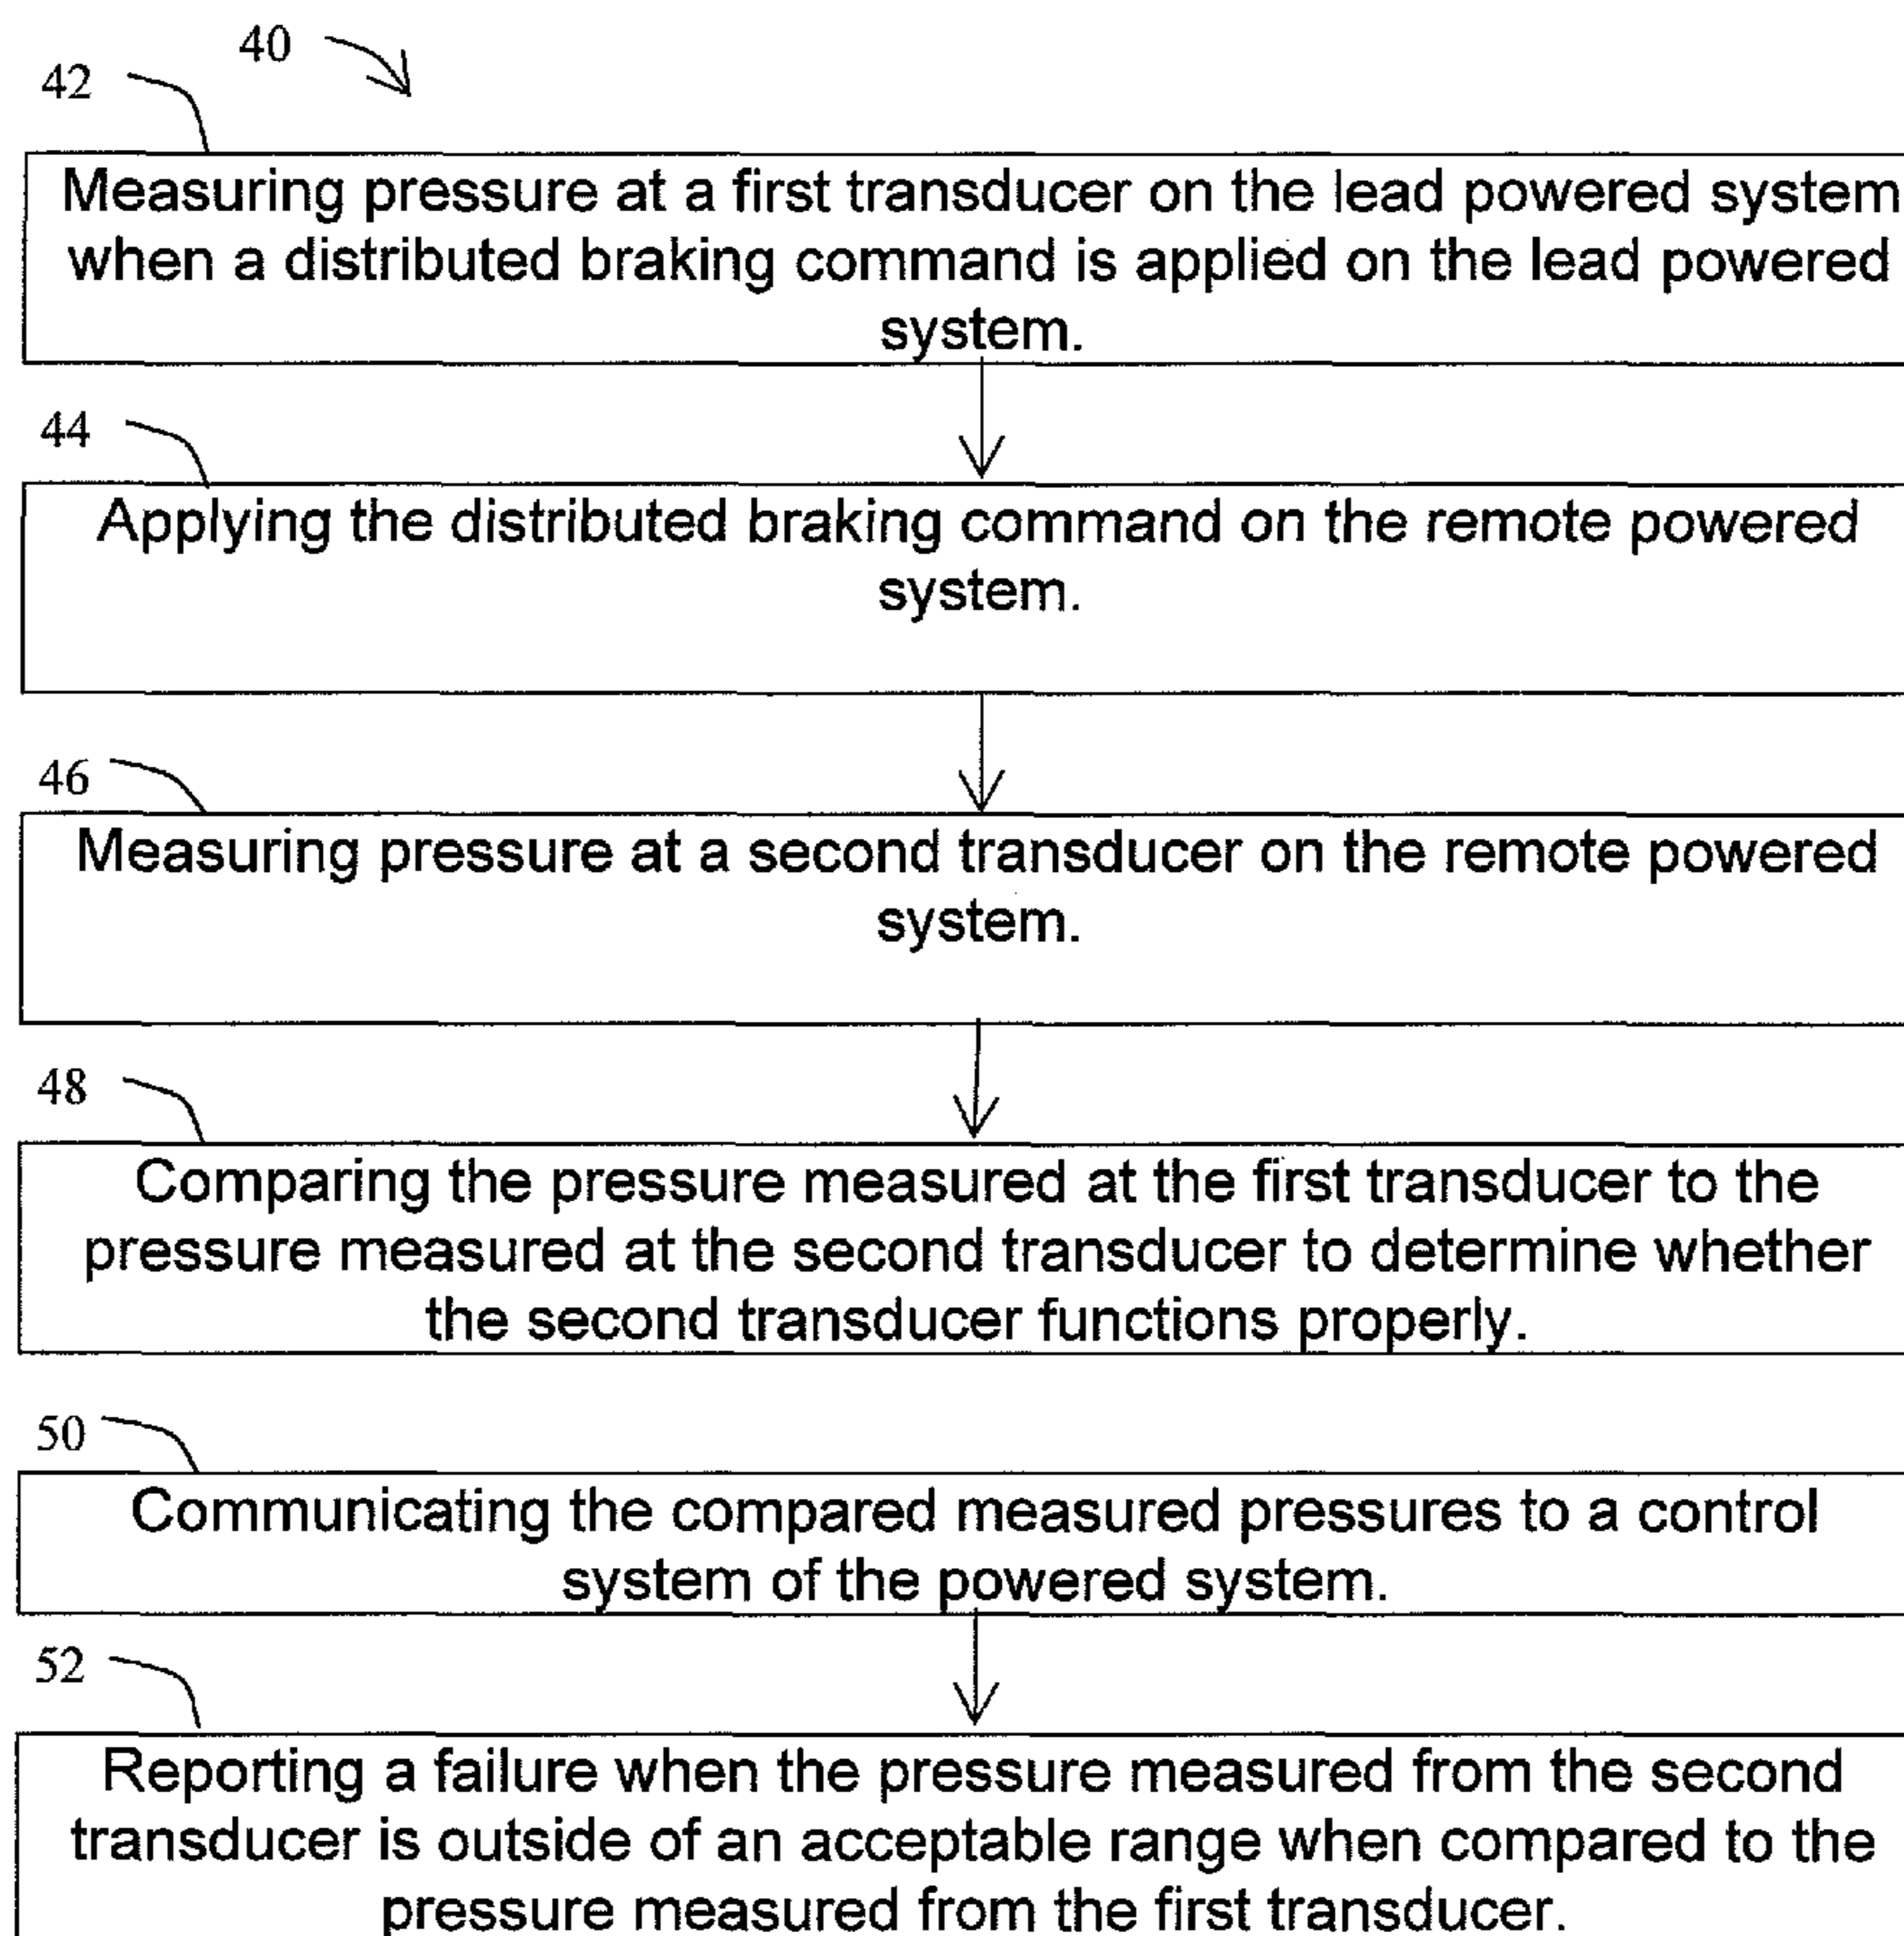 40
42
Measuring pressure at a first transducer on the lead powered system
when a distributed braking command is applied on the lead powered
system.
44
Applying the distributed braking command on the remote powered
system.
46
Measuring pressure at a second transducer on the remote powered
system.
48
Comparing the pressure measured at the first transducer to the
pressure measured at the second transducer to determine whether
the second transducer functions properly.
50
Communicating the compared measured pressures to a control
system of the powered system.
52
Reporting a failure when the pressure measured from the second
transducer is outside of an acceptable range when compared to the
pressure measured from the first transducer.